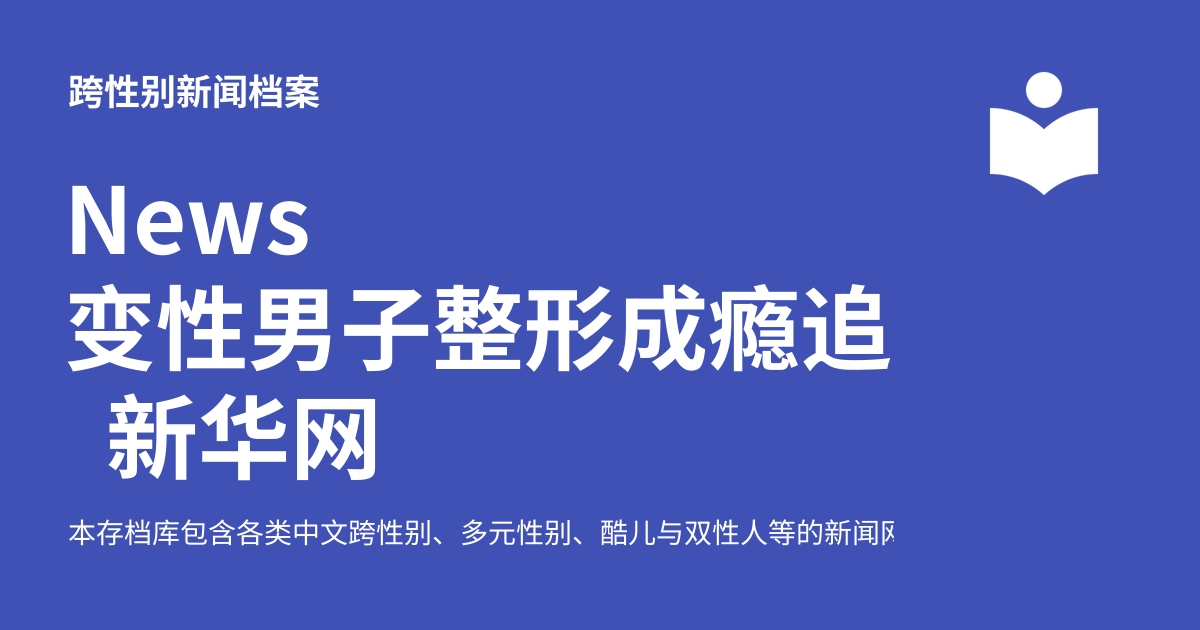 跨性别新闻档案
News
变性男子整形成瘾追
新华网
本存档库包含各类中文跨性别、多元性别、酷儿与双性人等的新闻